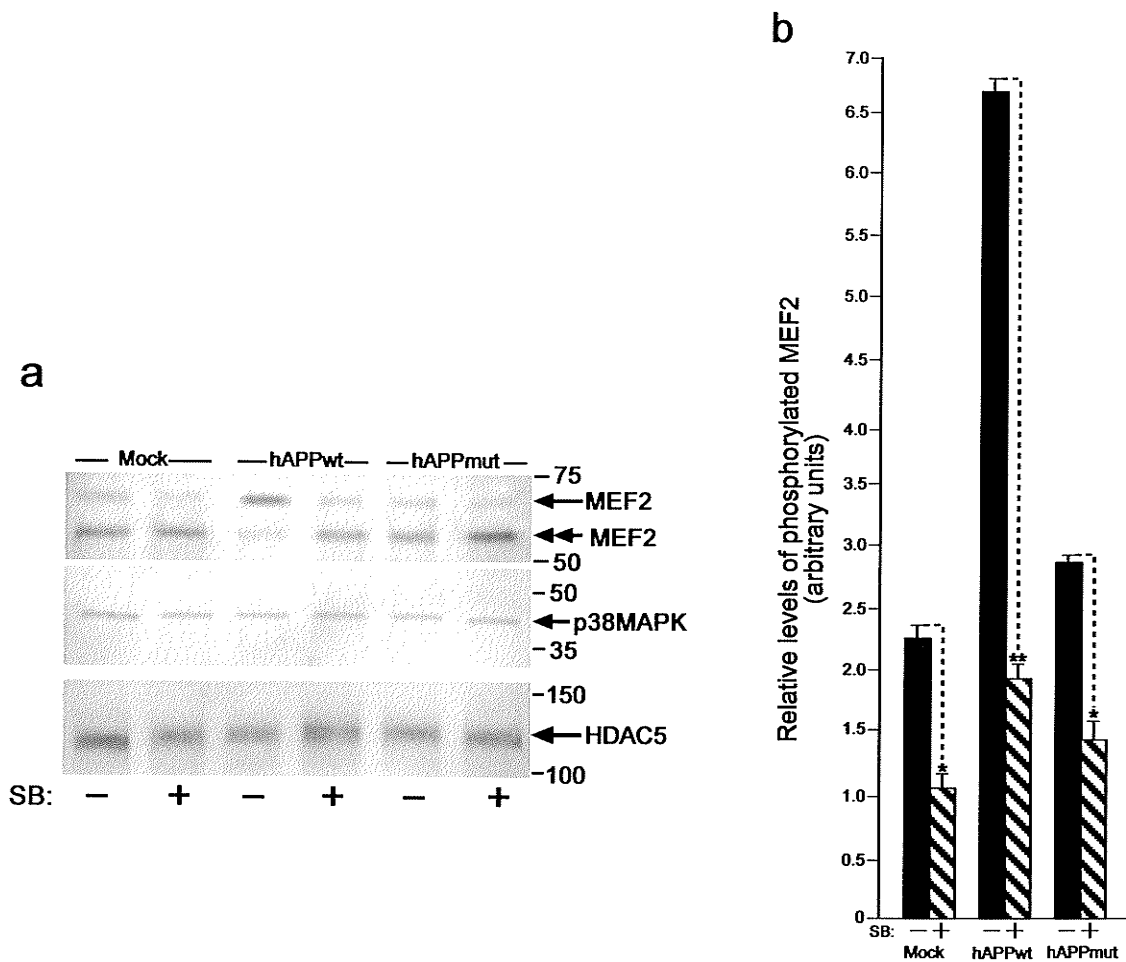 a
Mock hAPPwt hAPPmut
75
MEF2
MEF2
50
50
p38MAPK
35
150
HDAC5
100
SB: − + − + − +
b
Relative levels of phosphorylated MEF2
(arbitrary units)
7.0
6.5
6.0
5.5
5.0
4.5
4.0
3.5
3.0
2.5
2.0
1.5
1.0
0.5
0
* ** *
SB: − + − + − +
Mock hAPPwt hAPPmut